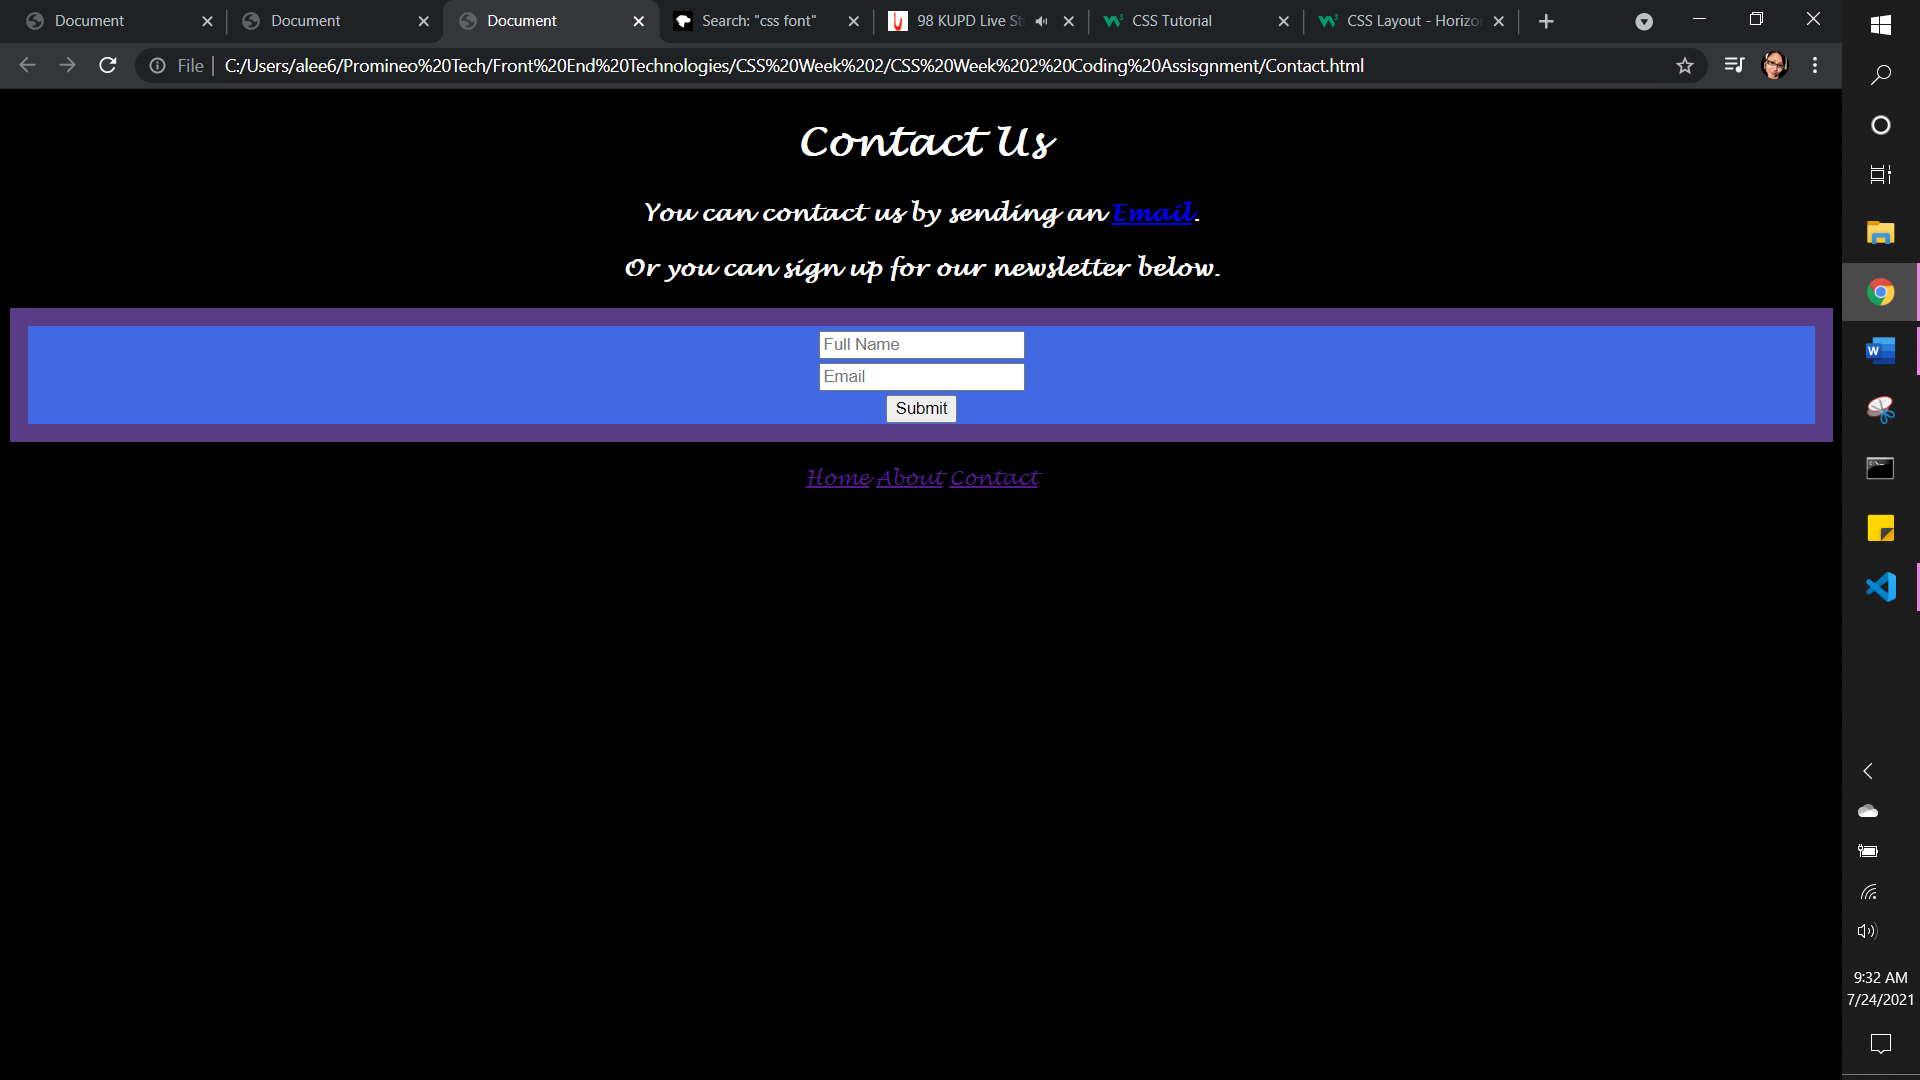 Document
Document
Document
Search: "css font"
98 KUPD Live St
CSS Tutorial
CSS Layout - Horizo
File
C:/Users/alee6/Promineo%20Tech/Front%20End%20Technologies/CSS%20Week%202/CSS%20Week%202%20Coding%20Assisgnment/Contact.html
Contact Us
You can contact us by sending an Email.
Or you can sign up for our newsletter below.
Full Name
Email
Submit
Home About Contact
9:32 AM
7/24/2021